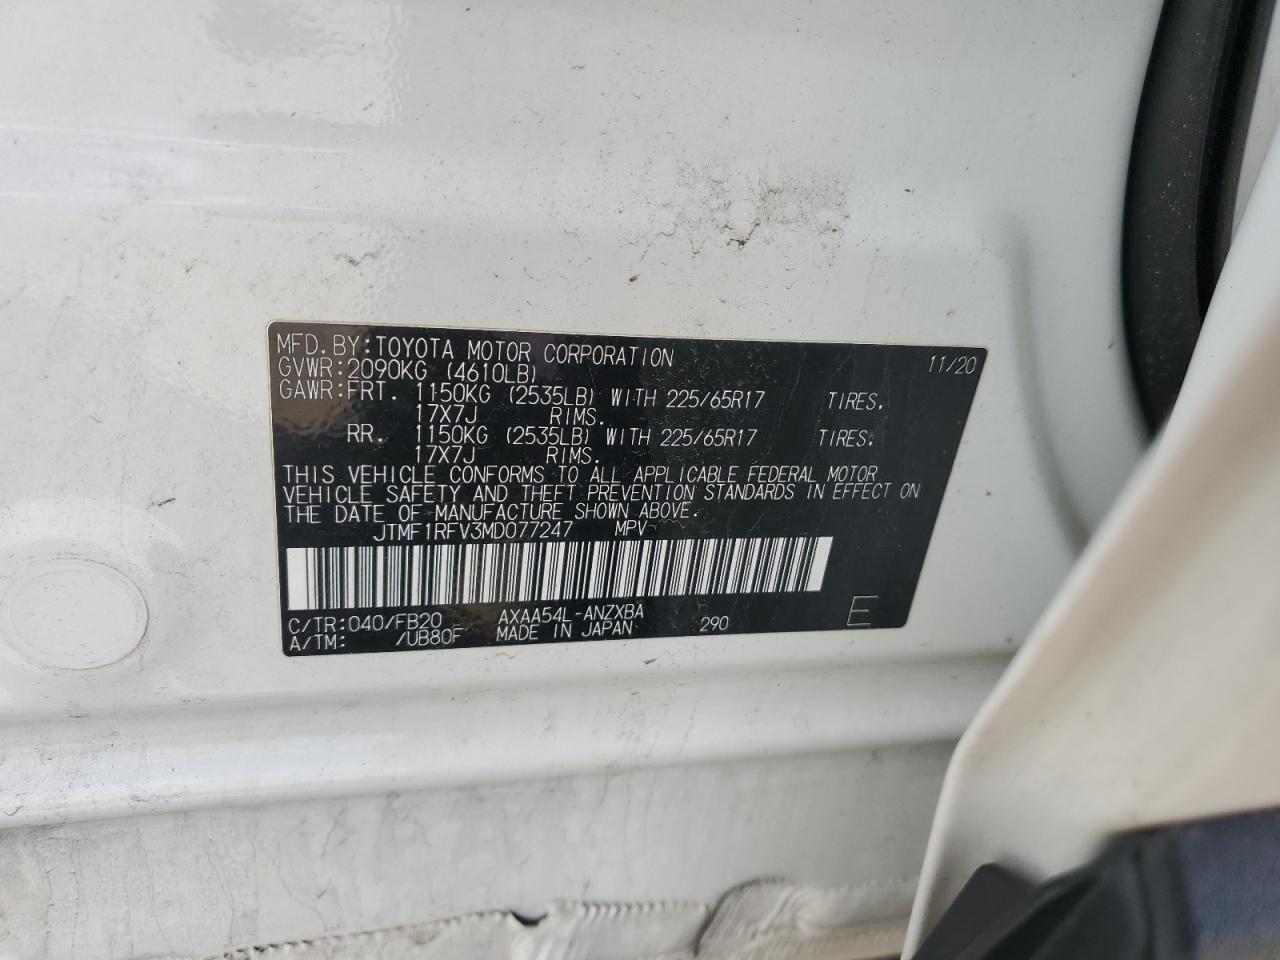 MFD. BY: TOYOTA MOTOR CORPORATION 11/20
GVWR: 2090KG (4610LB)
GAWR: FRT. 1150KG (2535LB) WITH 225/65R17 TIRES.
17X7J RIMS.
RR. 1150KG (2535LB) WITH 225/65R17 TIRES.
17X7J RIMS.
THIS VEHICLE CONFORMS TO ALL APPLICABLE FEDERAL MOTOR
VEHICLE SAFETY AND THEFT PREVENTION STANDARDS IN EFFECT ON
THE DATE OF MANUFACTURE SHOWN ABOVE.
JTMF1RFV3MD077247 MPV
C/TR: 040/FB20 AXAA54L-ANZXBA E
A/TM: /UB80F MADE IN JAPAN 290